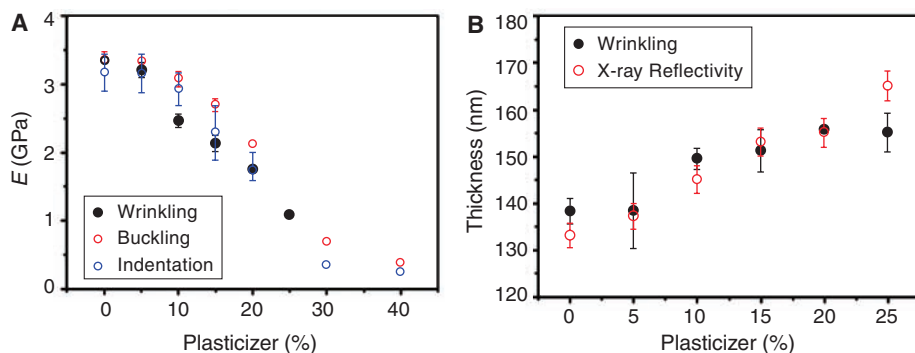 A
E (GPa)
4
3
2
1
0
Wrinkling
Buckling
Indentation
0 10 20 30 40
Plasticizer (%)
B
Thickness (nm)
180
170
160
150
140
130
120
Wrinkling
X-ray Reflectivity
0 5 10 15 20 25
Plasticizer (%)